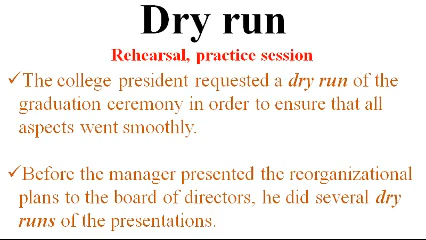 Dry run
Rehearsal, practice session
✓The college president requested a dry run of the
graduation ceremony in order to ensure that all
aspects went smoothly.
✓Before the manager presented the reorganizational
plans to the board of directors, he did several dry
runs of the presentations.